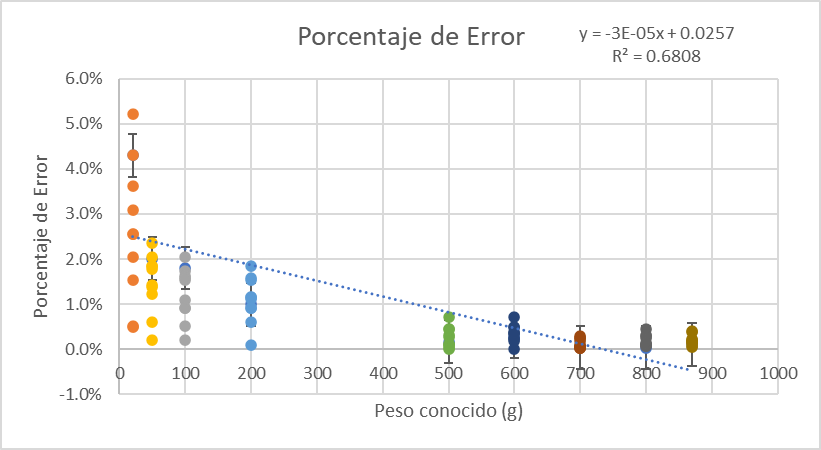 Porcentaje de Error
y = -3E-05x + 0.0257
R² = 0.6808
6.0%
5.0%
4.0%
3.0%
2.0%
1.0%
0.0%
-1.0%
Porcentaje de Error
0 100 200 300 400 500 600 700 800 900 1000
Peso conocido (g)